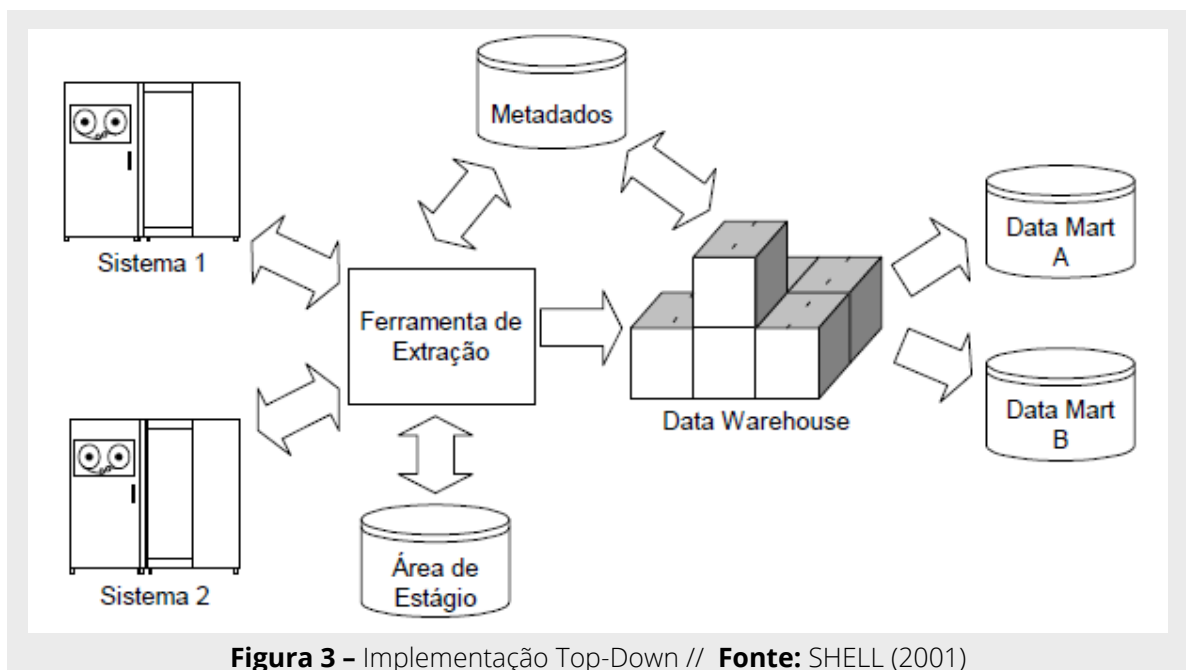 Metadados
Sistema 1
Ferramenta de
Extração
Data Warehouse
Data Mart
A
Data Mart
B
Sistema 2
Área de
Estágio
Figura 3 – Implementação Top-Down // Fonte: SHELL (2001)